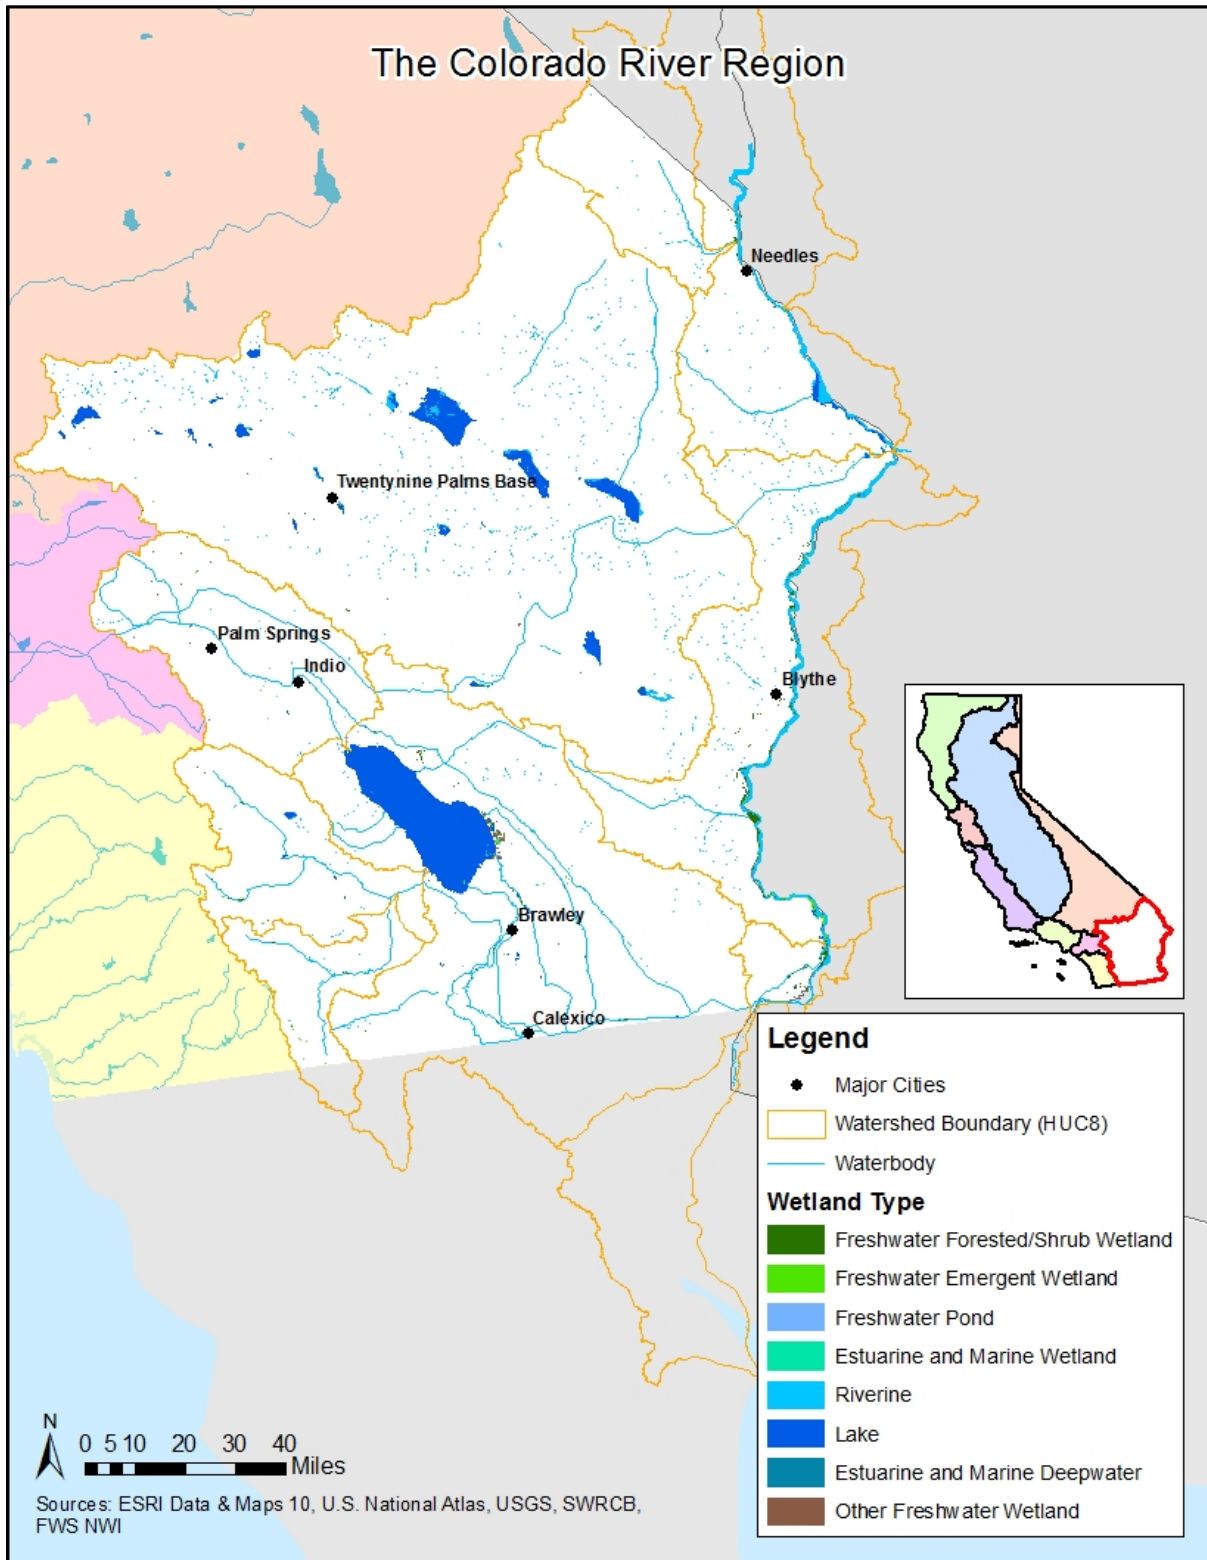 The Colorado River Region
Needles
Twentynine Palms Base
Palm Springs
Indio
Blythe
Brawley
Calexico
Legend
Major Cities
Watershed Boundary (HUC8)
Waterbody
Wetland Type
Freshwater Forested/Shrub Wetland
Freshwater Emergent Wetland
Freshwater Pond
Estuarine and Marine Wetland
Riverine
Lake
Estuarine and Marine Deepwater
Other Freshwater Wetland
N
0 5 10 20 30 40
Miles
Sources: ESRI Data & Maps 10, U.S. National Atlas, USGS, SWRCB,
FWS NWI